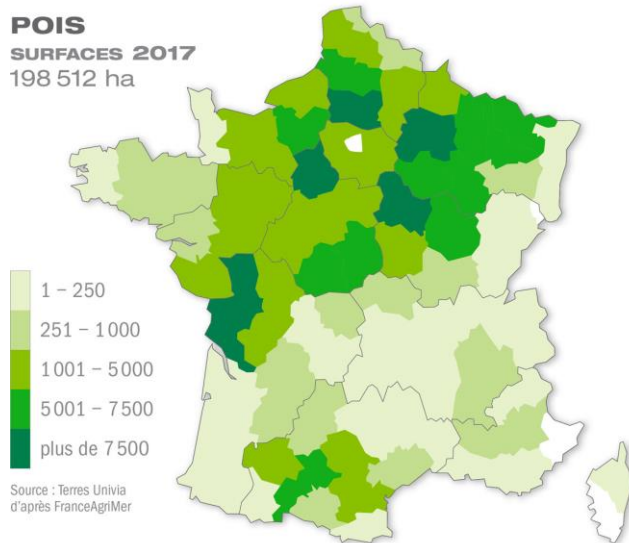 POIS
SURFACES 2017
198 512 ha
1 – 250
251 – 1 000
1 001 – 5 000
5 001 – 7 500
plus de 7 500
Source : Terres Univia
d'après FranceAgriMer